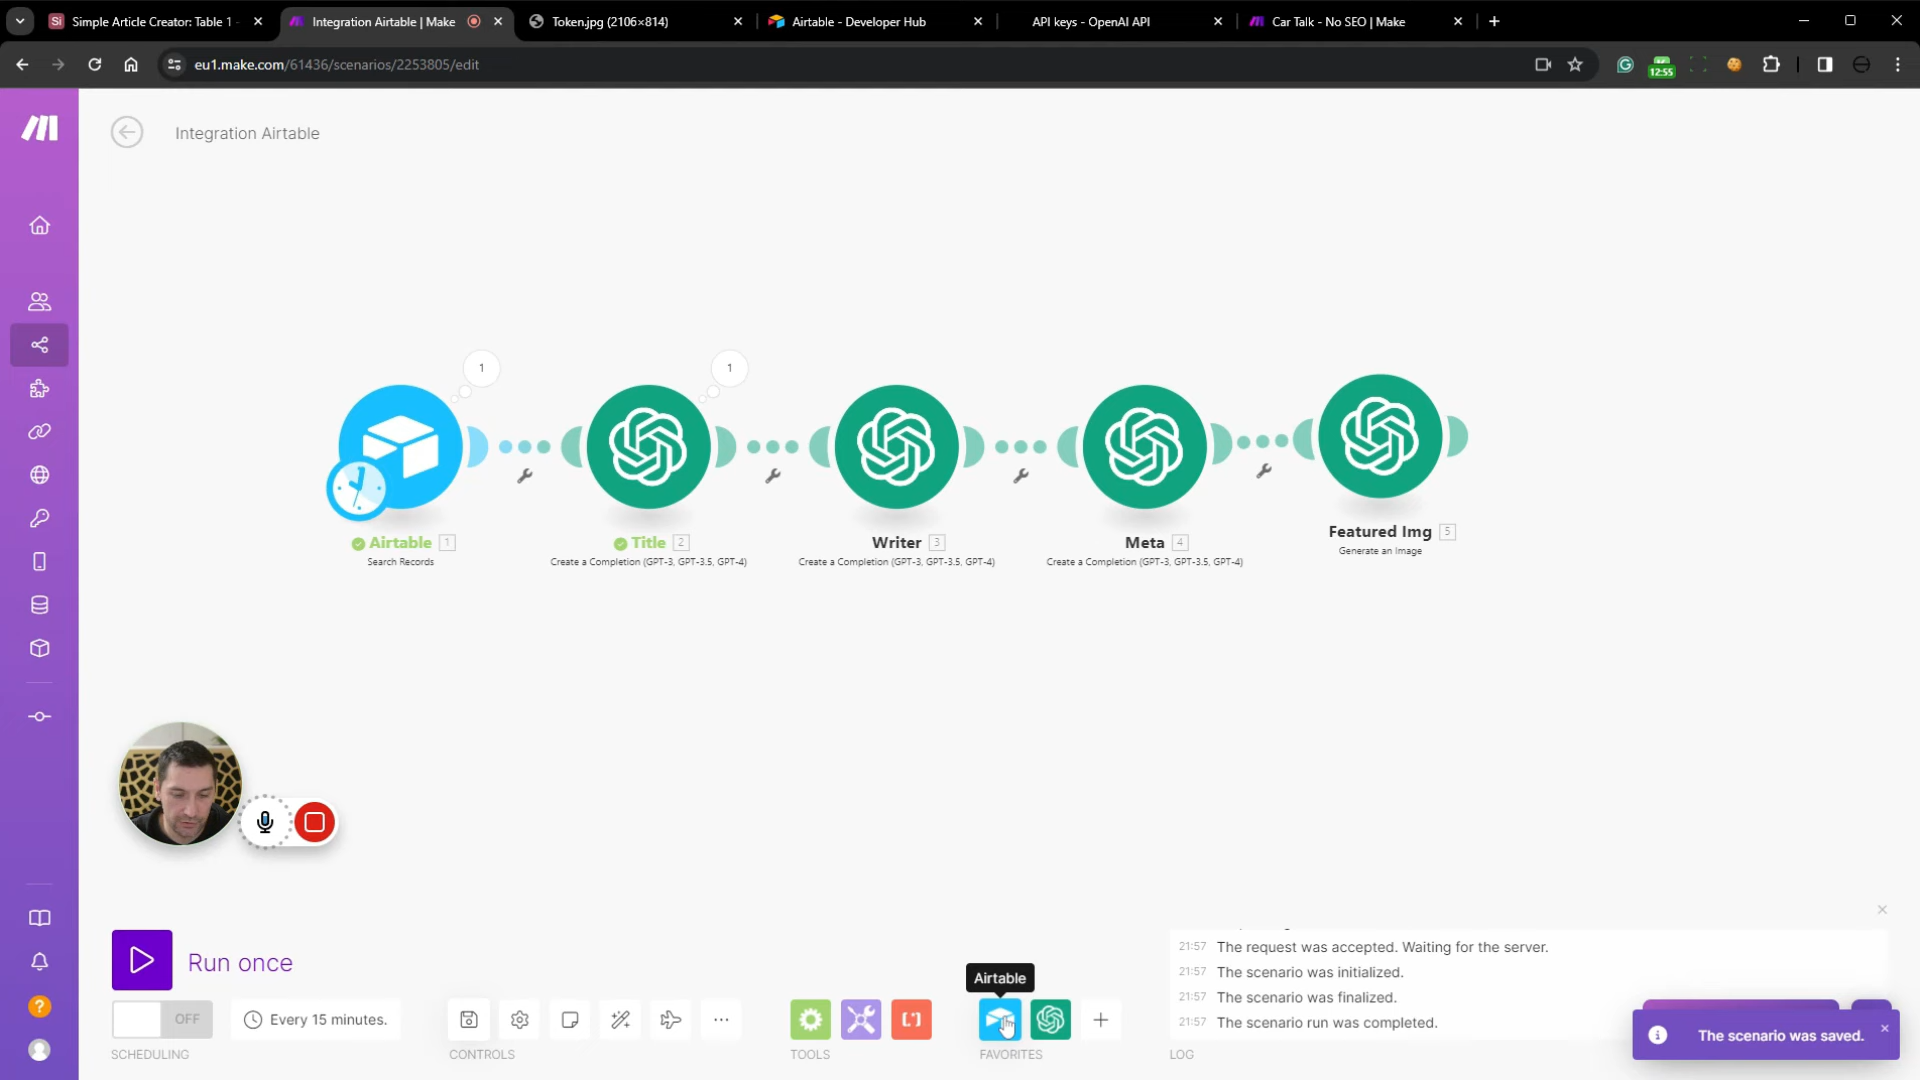 Simple Article Creator: Table 1 -
Integration Airtable | Make
Token.jpg (2106×814)
Airtable - Developer Hub
API keys - OpenAI API
Car Talk - No SEO | Make
eu1.make.com/61436/scenarios/2253805/edit
12:55
Integration Airtable
1
1
Airtable 1
Search Records
Title 2
Create a Completion (GPT-3, GPT-3.5, GPT-4)
Writer 3
Create a Completion (GPT-3, GPT-3.5, GPT-4)
Meta 4
Create a Completion (GPT-3, GPT-3.5, GPT-4)
Featured Img 5
Generate an Image
Run once
OFF
Every 15 minutes.
SCHEDULING
CONTROLS
TOOLS
Airtable
FAVORITES
21:57 The request was accepted. Waiting for the server.
21:57 The scenario was initialized.
21:57 The scenario was finalized.
21:57 The scenario run was completed.
LOG
The scenario was saved.